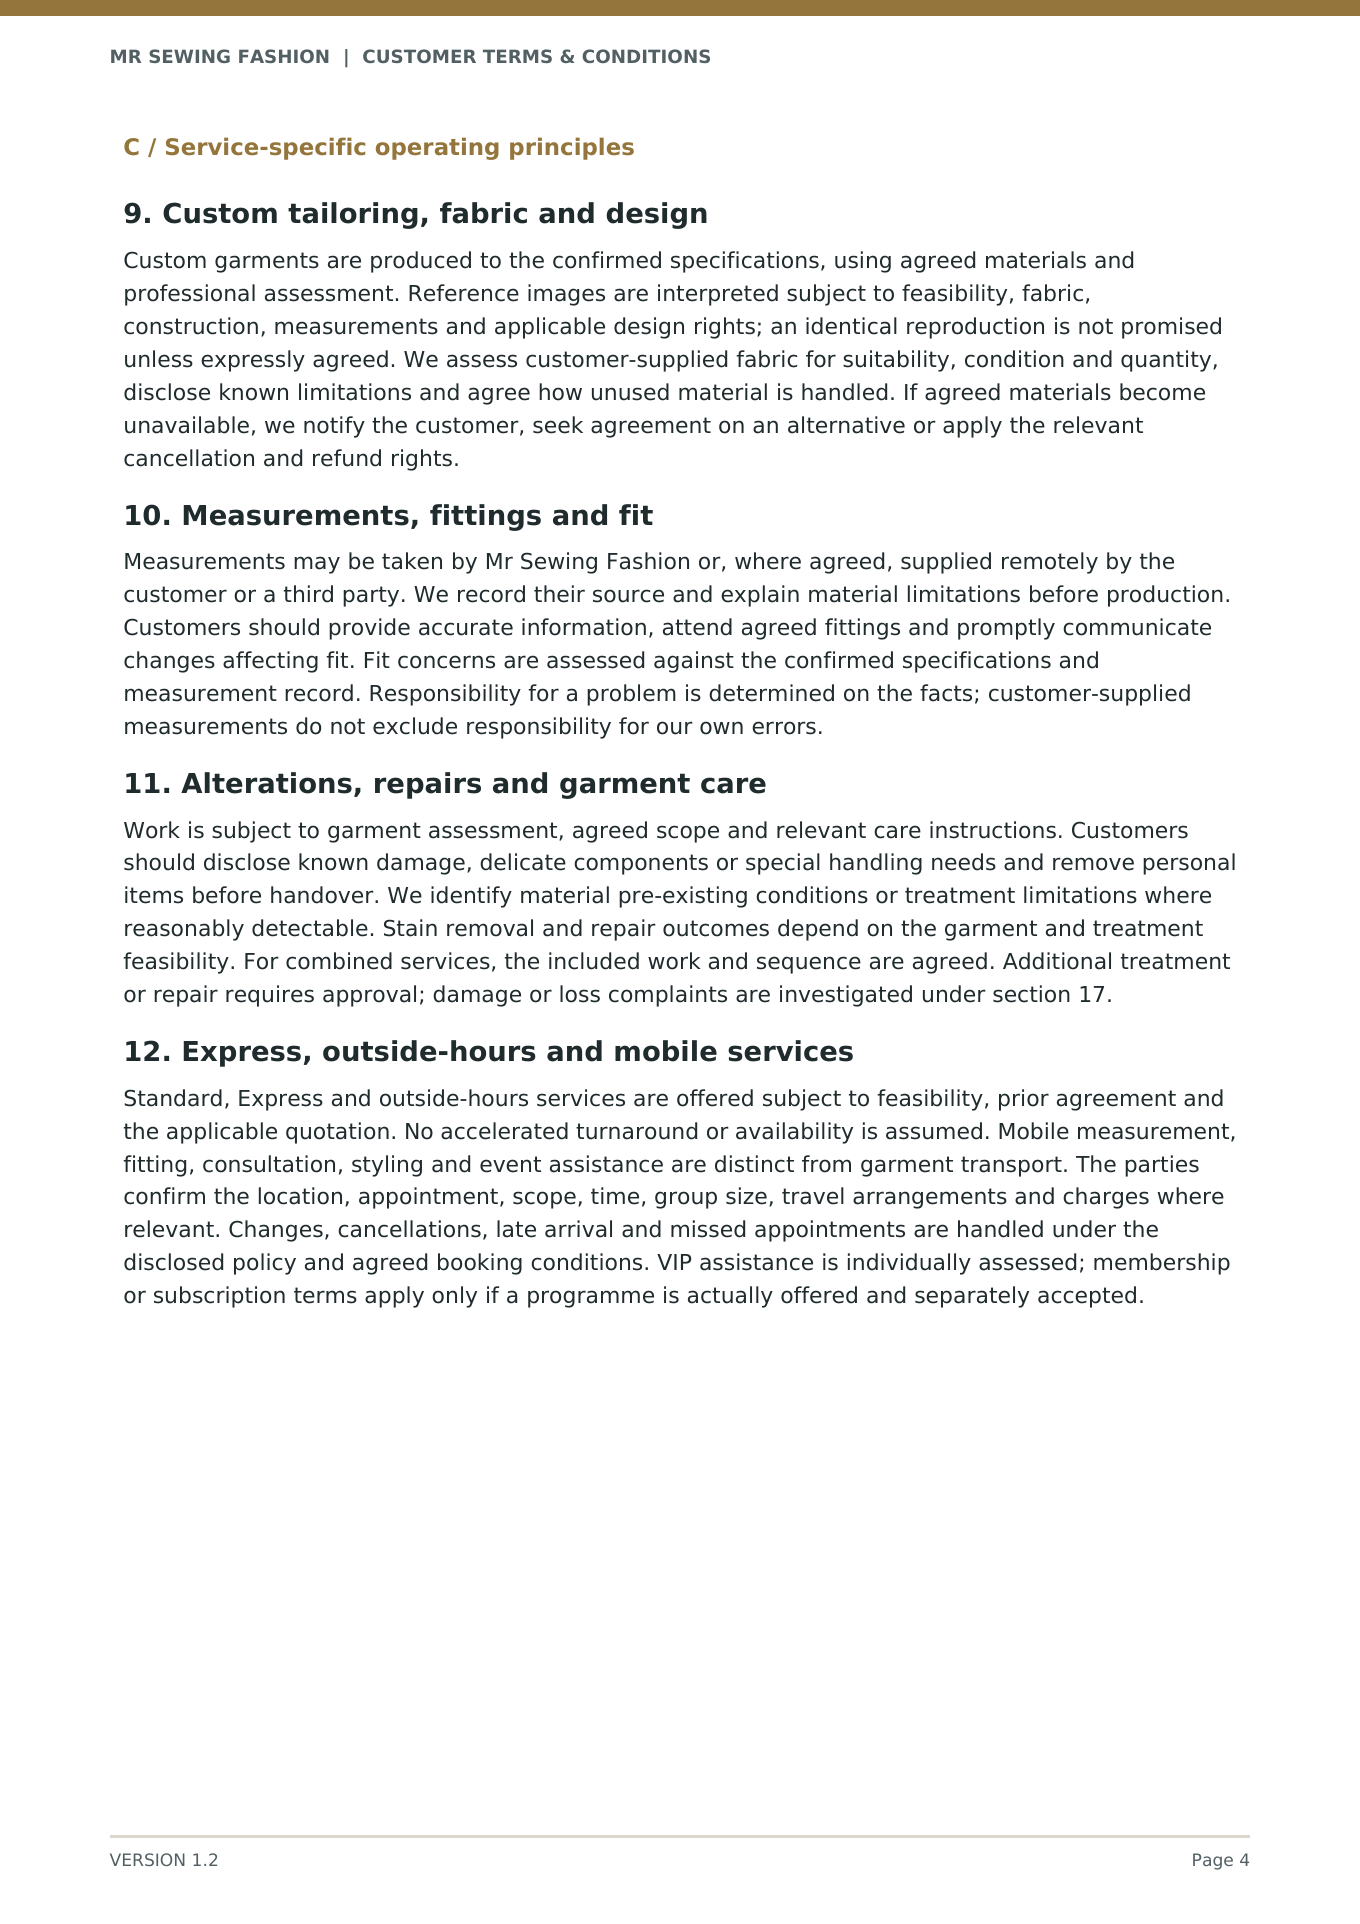 MR SEWING FASHION | CUSTOMER TERMS & CONDITIONS
C / Service-specific operating principles
9. Custom tailoring, fabric and design
Custom garments are produced to the confirmed specifications, using agreed materials and
professional assessment. Reference images are interpreted subject to feasibility, fabric,
construction, measurements and applicable design rights; an identical reproduction is not promised
unless expressly agreed. We assess customer-supplied fabric for suitability, condition and quantity,
disclose known limitations and agree how unused material is handled. If agreed materials become
unavailable, we notify the customer, seek agreement on an alternative or apply the relevant
cancellation and refund rights.
10. Measurements, fittings and fit
Measurements may be taken by Mr Sewing Fashion or, where agreed, supplied remotely by the
customer or a third party. We record their source and explain material limitations before production.
Customers should provide accurate information, attend agreed fittings and promptly communicate
changes affecting fit. Fit concerns are assessed against the confirmed specifications and
measurement record. Responsibility for a problem is determined on the facts; customer-supplied
measurements do not exclude responsibility for our own errors.
11. Alterations, repairs and garment care
Work is subject to garment assessment, agreed scope and relevant care instructions. Customers
should disclose known damage, delicate components or special handling needs and remove personal
items before handover. We identify material pre-existing conditions or treatment limitations where
reasonably detectable. Stain removal and repair outcomes depend on the garment and treatment
feasibility. For combined services, the included work and sequence are agreed. Additional treatment
or repair requires approval; damage or loss complaints are investigated under section 17.
12. Express, outside-hours and mobile services
Standard, Express and outside-hours services are offered subject to feasibility, prior agreement and
the applicable quotation. No accelerated turnaround or availability is assumed. Mobile measurement,
fitting, consultation, styling and event assistance are distinct from garment transport. The parties
confirm the location, appointment, scope, time, group size, travel arrangements and charges where
relevant. Changes, cancellations, late arrival and missed appointments are handled under the
disclosed policy and agreed booking conditions. VIP assistance is individually assessed; membership
or subscription terms apply only if a programme is actually offered and separately accepted.
VERSION 1.2
Page 4